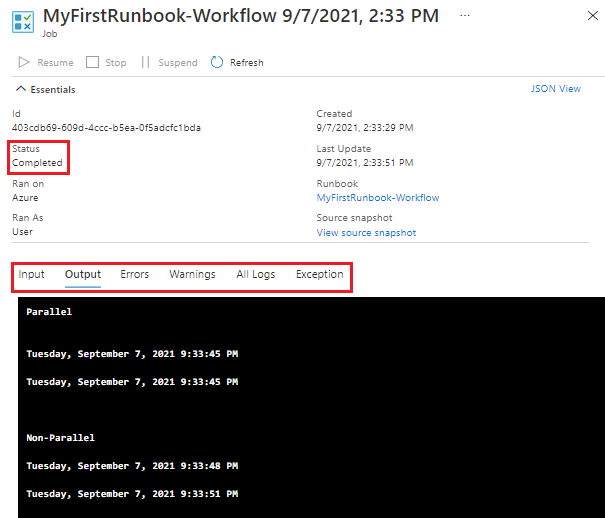 MyFirstRunbook-Workflow 9/7/2021, 2:33 PM ...
Job
Resume Stop Suspend Refresh
Essentials JSON View
Id
403cdb69-609d-4ccc-b5ea-0f5adcfc1bda
Created
9/7/2021, 2:33:29 PM
Status
Completed
Last Update
9/7/2021, 2:33:51 PM
Ran on
Azure
Runbook
MyFirstRunbook-Workflow
Ran As
User
Source snapshot
View source snapshot
Input Output Errors Warnings All Logs Exception
Parallel
Tuesday, September 7, 2021 9:33:45 PM
Tuesday, September 7, 2021 9:33:45 PM
Non-Parallel
Tuesday, September 7, 2021 9:33:48 PM
Tuesday, September 7, 2021 9:33:51 PM